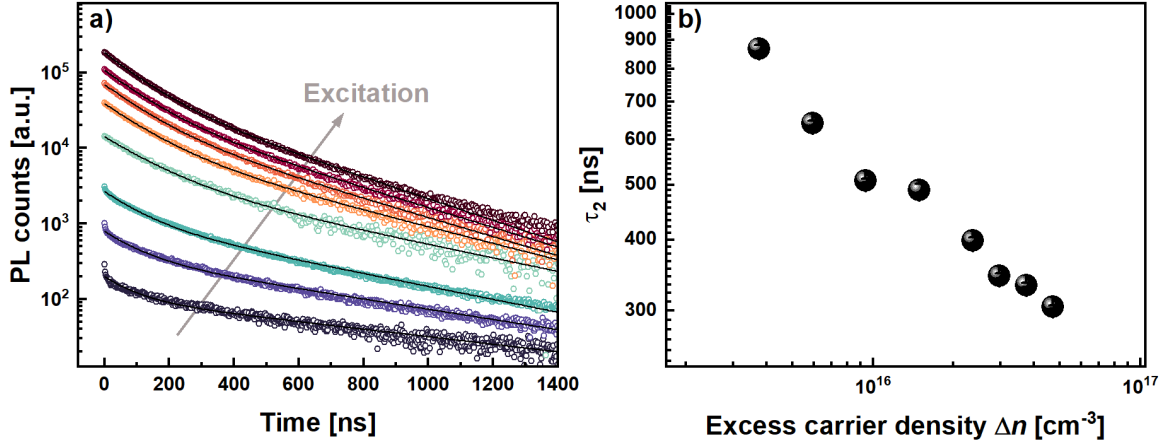 a)
Excitation
PL counts [a.u.]
10⁵
10⁴
10³
10²
0 200 400 600 800 1000 1200 1400
Time [ns]
b)
τ₂ [ns]
1000
900
800
700
600
500
400
300
10¹⁶ 10¹⁷
Excess carrier density Δn [cm⁻³]